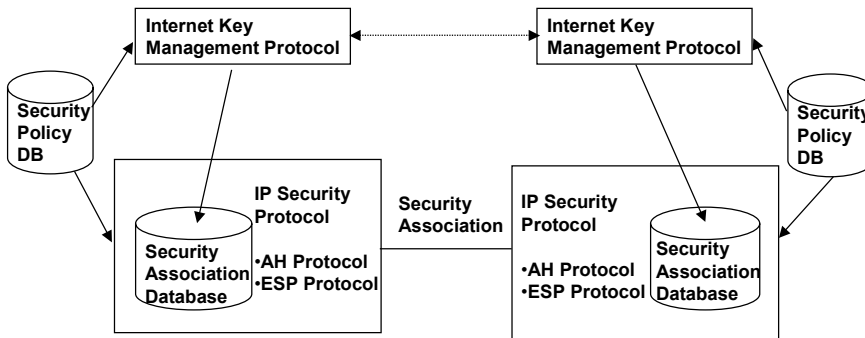 Internet Key
Management Protocol
Internet Key
Management Protocol
Security
Policy
DB
Security
Policy
DB
IP Security
Protocol
•AH Protocol
•ESP Protocol
Security
Association
Database
Security
Association
IP Security
Protocol
•AH Protocol
•ESP Protocol
Security
Association
Database